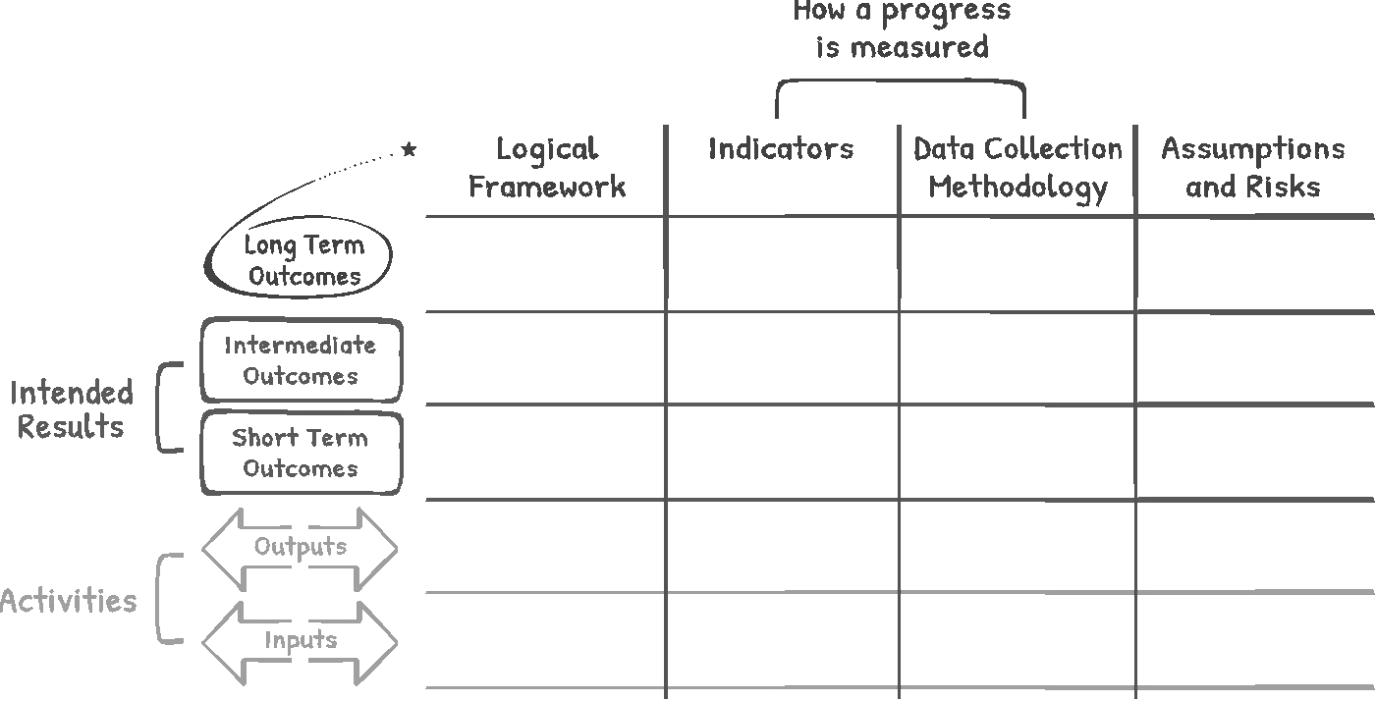 How a progress
is measured
Logical
Framework
Indicators
Data Collection
Methodology
Assumptions
and Risks
Long Term
Outcomes
Intended
Results
Intermediate
Outcomes
Short Term
Outcomes
Activities
Outputs
Inputs